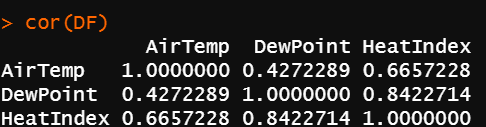 > cor(DF)
AirTemp DewPoint HeatIndex
AirTemp 1.0000000 0.4272289 0.6657228
DewPoint 0.4272289 1.0000000 0.8422714
HeatIndex 0.6657228 0.8422714 1.0000000